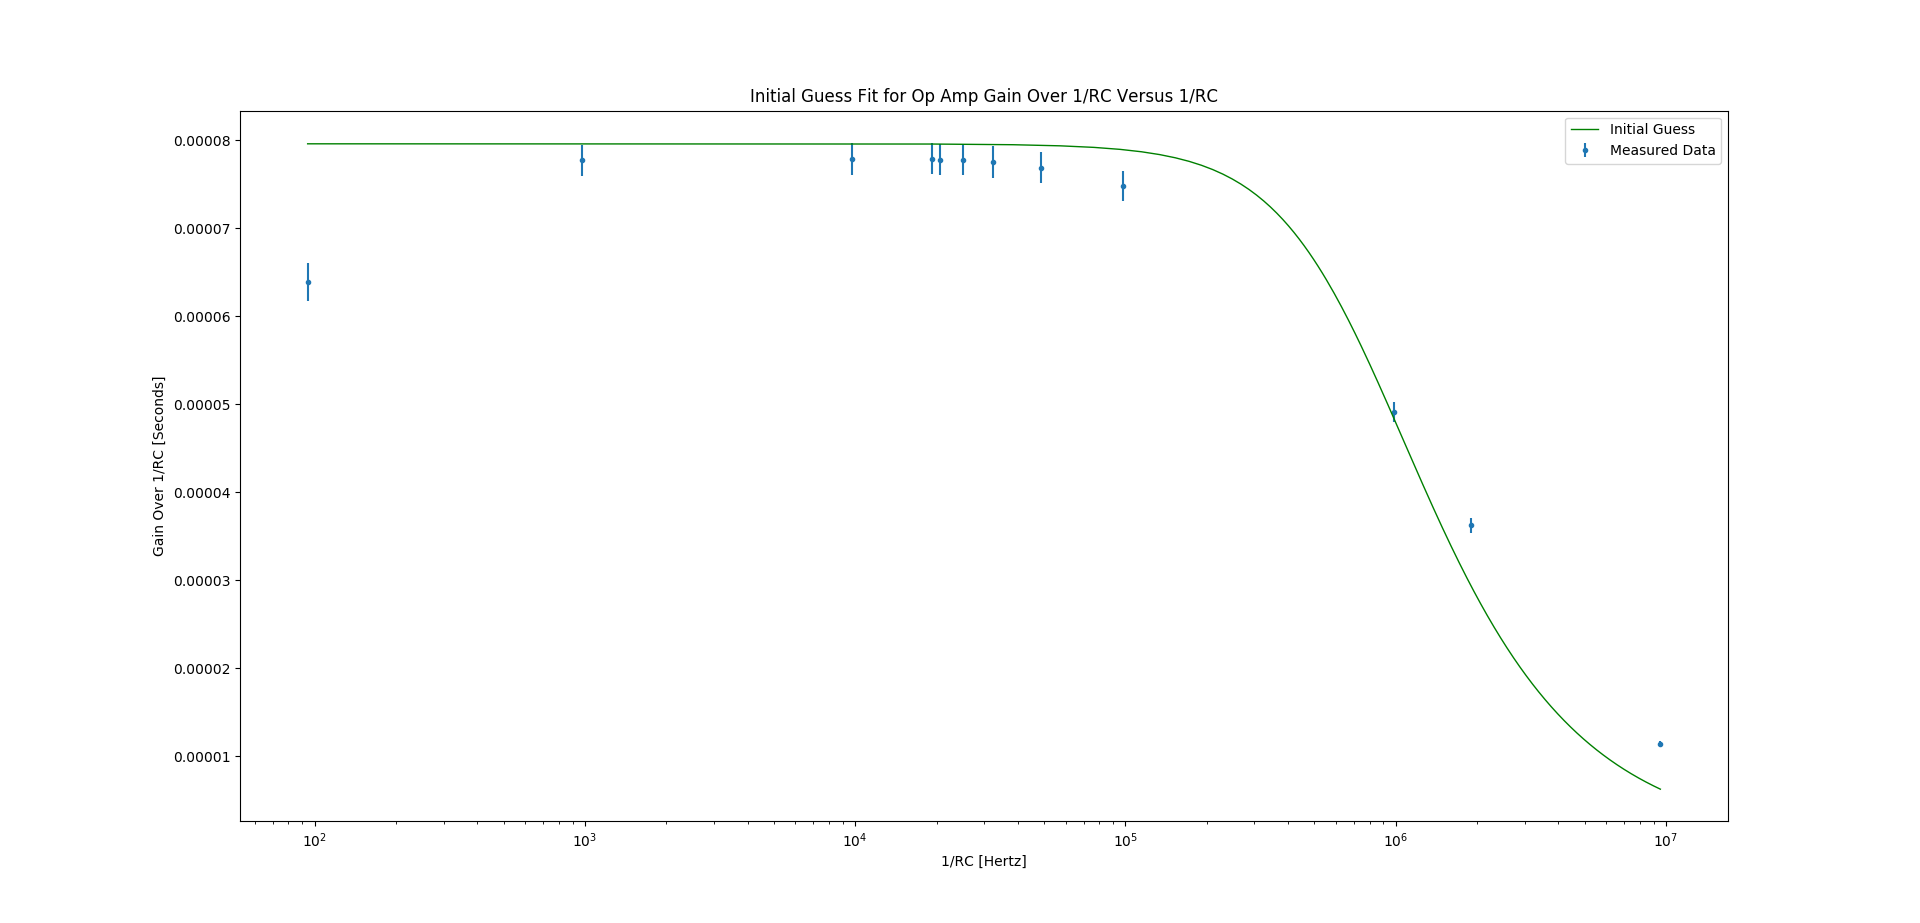 Initial Guess Fit for Op Amp Gain Over 1/RC Versus 1/RC
Initial Guess
Measured Data
Gain Over 1/RC [Seconds]
0.00008
0.00007
0.00006
0.00005
0.00004
0.00003
0.00002
0.00001
10² 10³ 10⁴ 10⁵ 10⁶ 10⁷
1/RC [Hertz]